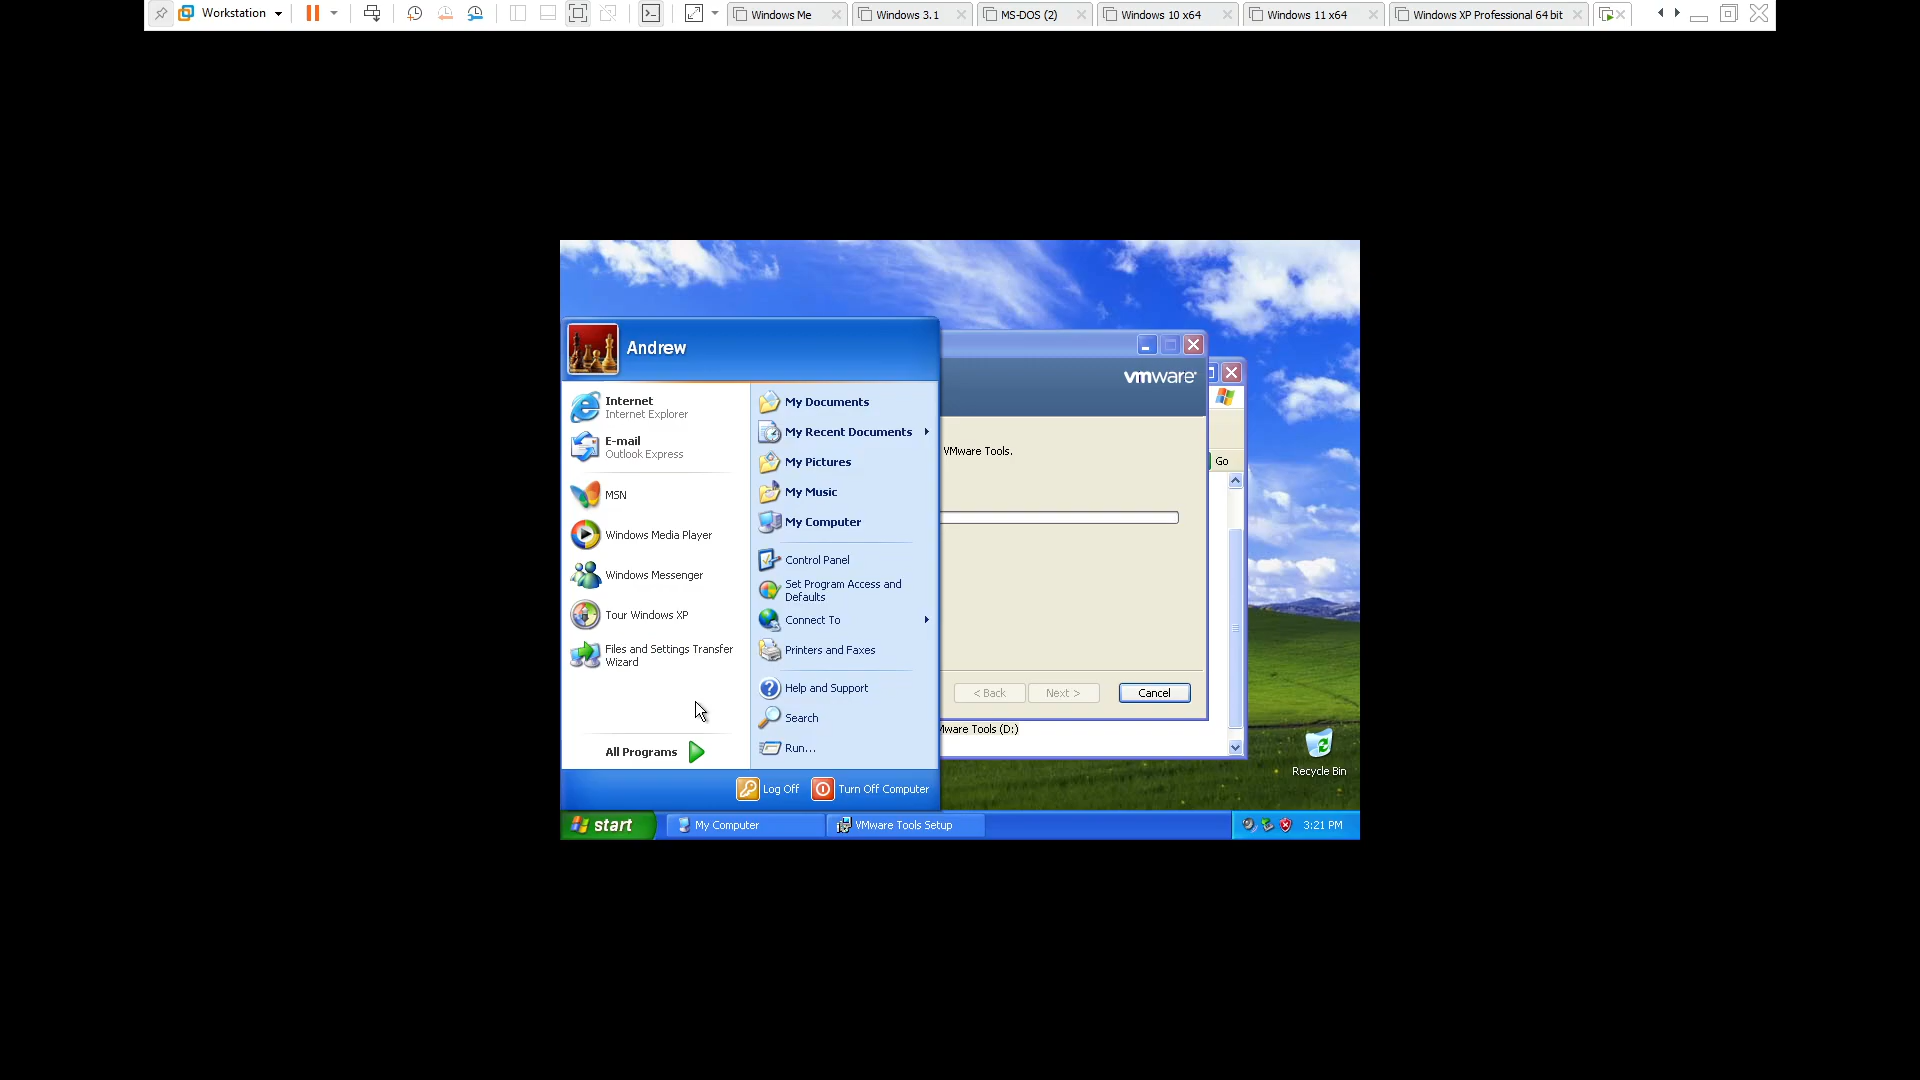 Workstation
Windows Me
Windows 3.1
MS-DOS (2)
Windows 10 x64
Windows 11 x64
Windows XP Professional 64 bit
Andrew
Internet
Internet Explorer
E-mail
Outlook Express
MSN
Windows Media Player
Windows Messenger
Tour Windows XP
Files and Settings Transfer
Wizard
All Programs
My Documents
My Recent Documents
My Pictures
My Music
My Computer
Control Panel
Set Program Access and
Defaults
Connect To
Printers and Faxes
Help and Support
Search
Run...
Log Off
Turn Off Computer
vmware
VMware Tools.
< Back
Next >
Cancel
Go
Mware Tools (D:)
Recycle Bin
start
My Computer
VMware Tools Setup
3:21 PM